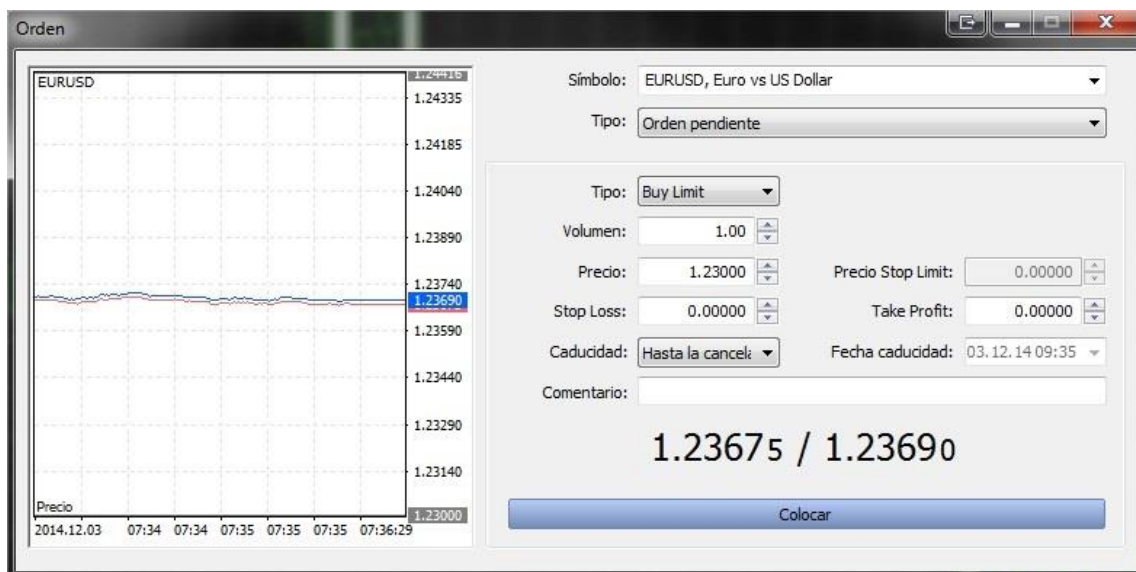 Orden
EURUSD
1.24416
1.24335
1.24185
1.24040
1.23890
1.23740
1.23690
1.23590
1.23440
1.23290
1.23140
1.23000
Precio
2014.12.03 07:34 07:34 07:35 07:35 07:35 07:36:29
Símbolo: EURUSD, Euro vs US Dollar
Tipo: Orden pendiente
Tipo: Buy Limit
Volumen: 1.00
Precio: 1.23000 Precio Stop Limit: 0.00000
Stop Loss: 0.00000 Take Profit: 0.00000
Caducidad: Hasta la cancela Fecha caducidad: 03.12.14 09:35
Comentario:
1.23675 / 1.23690
Colocar